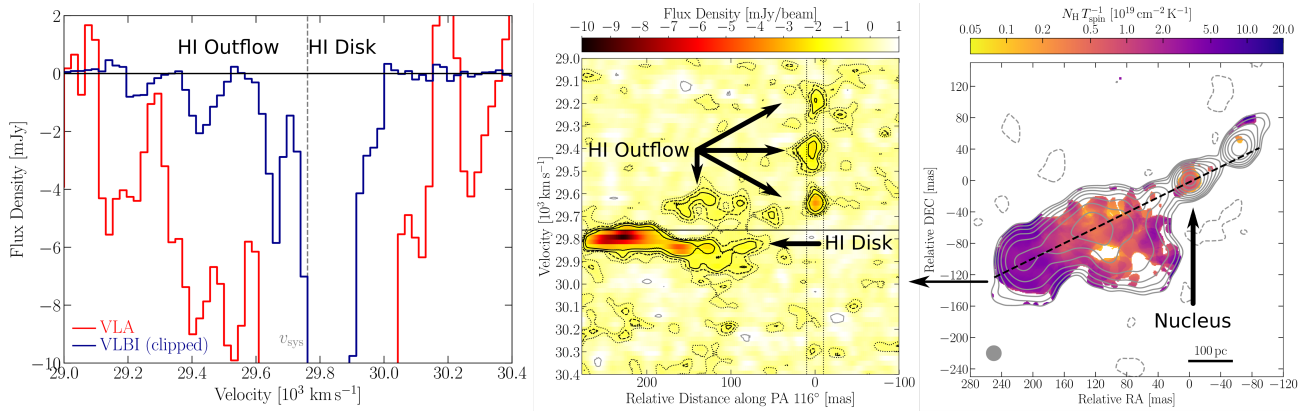 HI Outflow
HI Disk
2
0
−2
−4
−6
−8
−10
Flux Density [mJy]
VLA
VLBI (clipped)
v_sys
29.0 29.2 29.4 29.6 29.8 30.0 30.2 30.4
Velocity [10³ km s⁻¹]
Flux Density [mJy/beam]
−10 −9 −8 −7 −6 −5 −4 −3 −2 −1 0 1
29.0
29.1
29.2
29.3
29.4
29.5
29.6
29.7
29.8
29.9
30.0
30.1
30.2
30.3
30.4
Velocity [10³ km s⁻¹]
HI Outflow
HI Disk
200 100 0 −100
Relative Distance along PA 116° [mas]
N_H T_spin⁻¹ [10¹⁹ cm⁻² K⁻¹]
0.05 0.1 0.2 0.5 1.0 2.0 5.0 10.0 20.0
120
80
40
0
−40
−80
−120
−160
−200
−240
Relative DEC [mas]
Nucleus
100 pc
280 240 200 160 120 80 40 0 −40 −80 −120
Relative RA [mas]